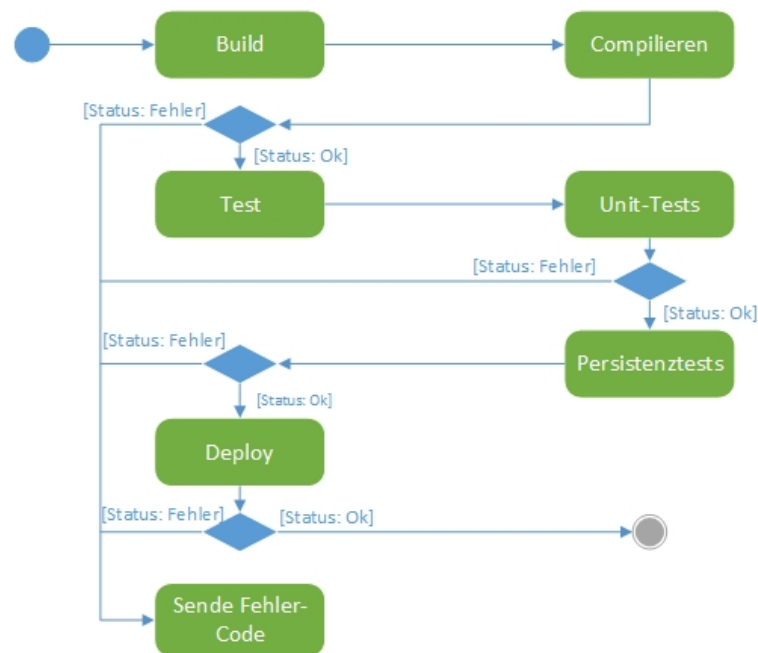 Build
Compilieren
[Status: Fehler]
[Status: Ok]
Test
Unit-Tests
[Status: Fehler]
[Status: Ok]
[Status: Fehler]
Persistenztests
[Status: Ok]
Deploy
[Status: Fehler]
[Status: Ok]
Sende Fehler-
Code